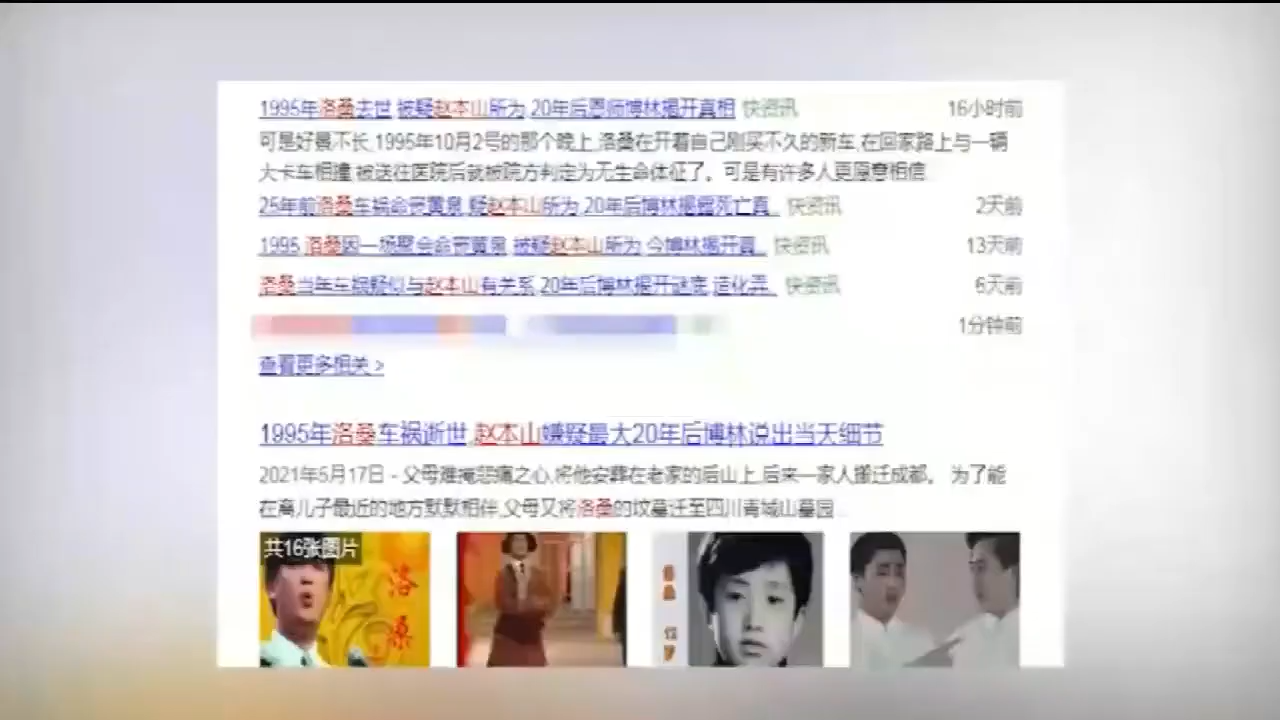 1995年洛桑去世 被疑赵本山所为,20年后恩师博林揭开真相 快资讯 16小时前
可是好景不长,1995年10月2号的那个晚上,洛桑在开着自己刚买不久的新车,在回家路上与一辆
大卡车相撞,被送往医院后就被院方判定为无生命体征了。可是有许多人更愿意相信
25年前洛桑车祸命丧黄泉,疑赵本山所为 20年后博林揭露死亡真... 快资讯 2天前
1995,洛桑因一场聚会命丧黄泉,被疑赵本山所为,今博林揭开真... 快资讯 13天前
洛桑当年车祸疑似与赵本山有关系,20年后博林揭开谜底,造化弄... 快资讯 6天前
1分钟前
查看更多相关 >
1995年洛桑车祸逝世,赵本山嫌疑最大20年后博林说出当天细节
2021年5月17日 - 父母难掩悲痛之心,将他安葬在老家的后山上,后来一家人搬迁成都。 为了能
在离儿子最近的地方默默相伴,父母又将洛桑的坟墓迁至四川青城山墓园...
共16张图片
洛
桑